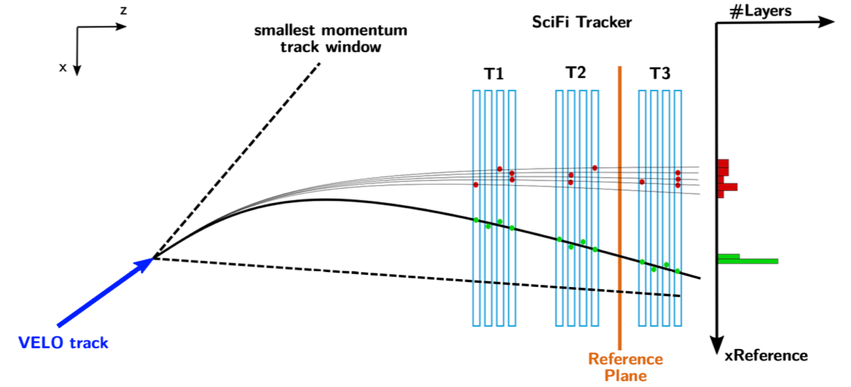 z
x
smallest momentum
track window
SciFi Tracker
#Layers
T1
T2
T3
VELO track
Reference
Plane
xReference